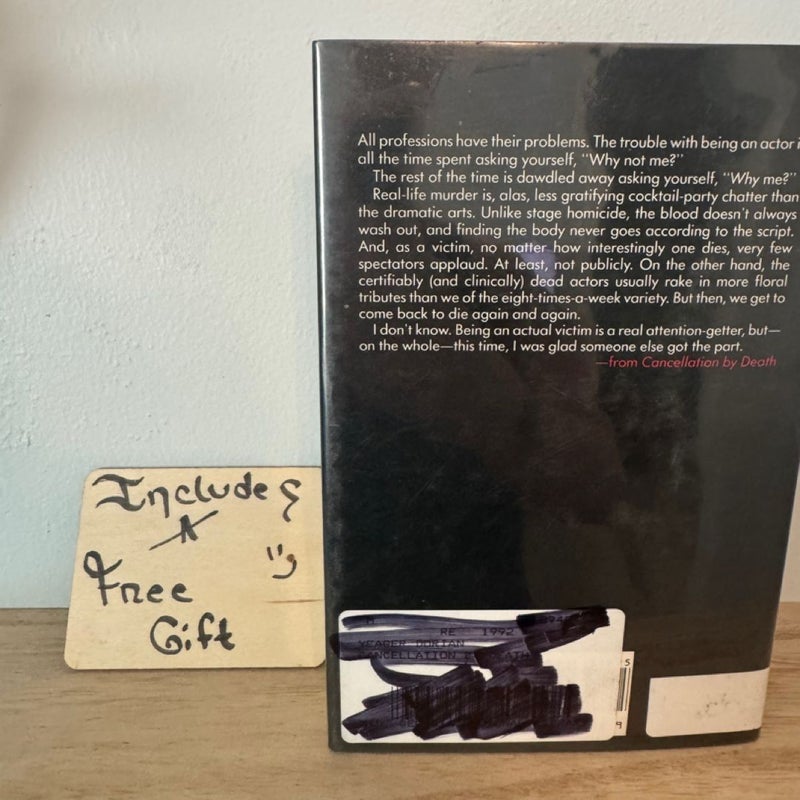 All professions have their problems. The trouble with being an actor i
all the time spent asking yourself, "Why not me?"
The rest of the time is dawdled away asking yourself, "Why me?"
Real-life murder is, alas, less gratifying cocktail-party chatter than
the dramatic arts. Unlike stage homicide, the blood doesn't always
wash out, and finding the body never goes according to the script.
And, as a victim, no matter how interestingly one dies, very few
spectators applaud. At least, not publicly. On the other hand, the
certifiably (and clinically) dead actors usually rake in more floral
tributes than we of the eight-times-a-week variety. But then, we get to
come back to die again and again.
I don't know. Being an actual victim is a real attention-getter, but—
on the whole—this time, I was glad someone else got the part.
—from Cancellation by Death
Includes
A
Free
Gift
RE 1992
YEAGER DORIAN
5
9